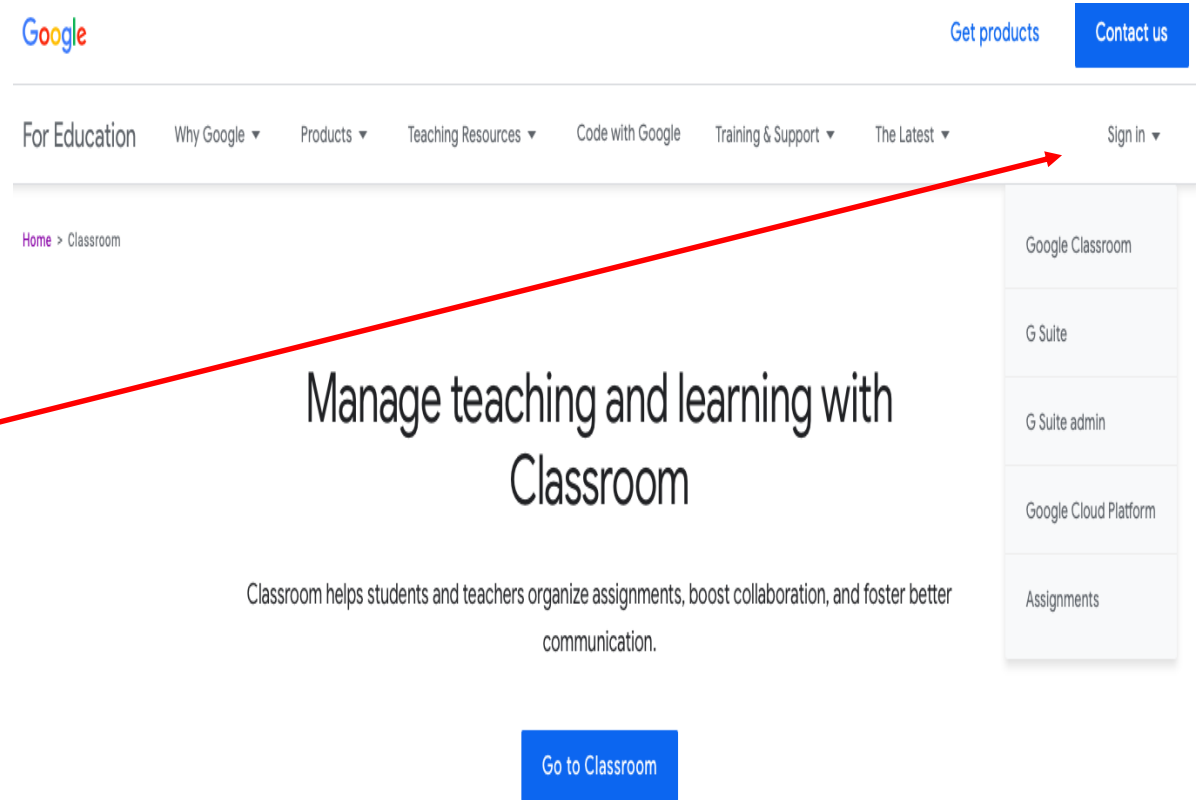 Google Get products Contact us
For Education Why Google Products Teaching Resources Code with Google Training & Support The Latest Sign in
Home > Classroom
Google Classroom
G Suite
G Suite admin
Google Cloud Platform
Assignments
Manage teaching and learning with
Classroom
Classroom helps students and teachers organize assignments, boost collaboration, and foster better
communication.
Go to Classroom